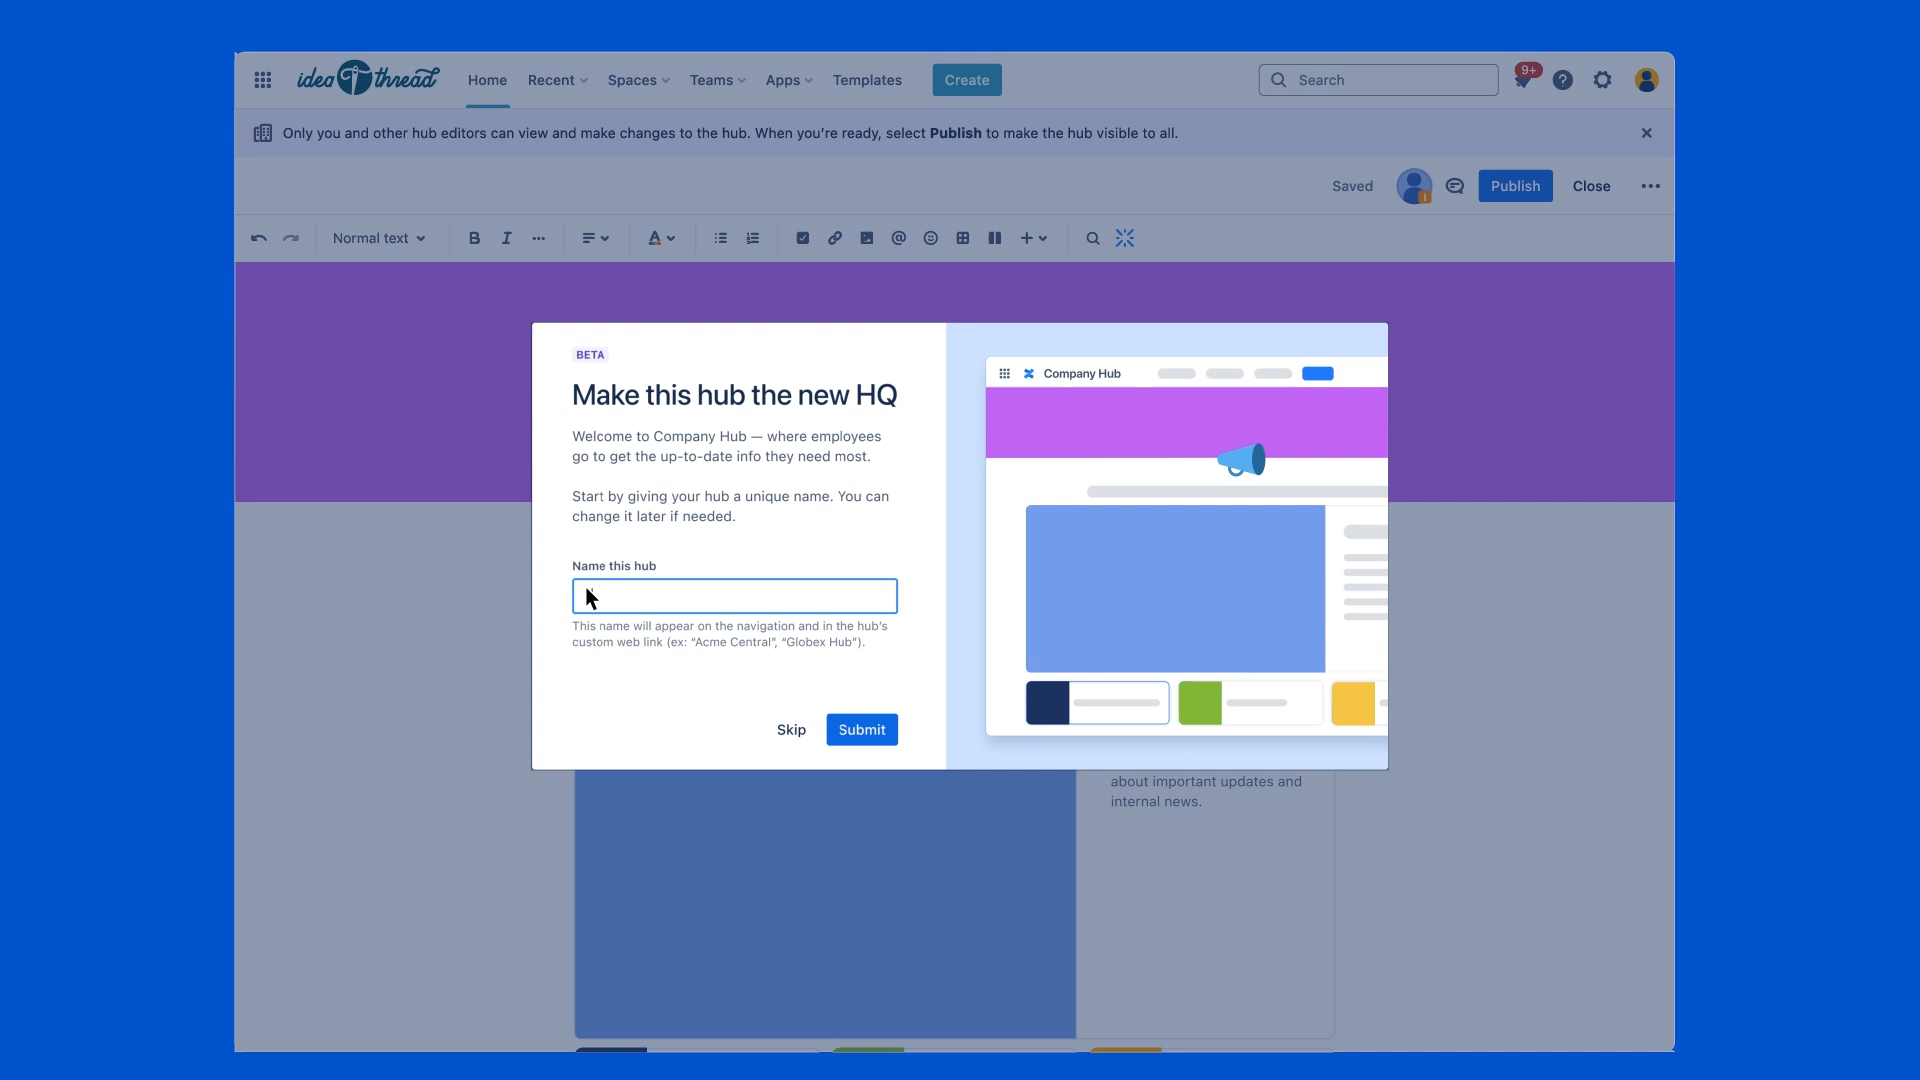 idea thread Home Recent Spaces Teams Apps Templates Create Search 9+
Only you and other hub editors can view and make changes to the hub. When you’re ready, select Publish to make the hub visible to all.
Saved Publish Close
Normal text B I A @
BETA
Make this hub the new HQ
Welcome to Company Hub — where employees
go to get the up-to-date info they need most.
Start by giving your hub a unique name. You can
change it later if needed.
Name this hub
This name will appear on the navigation and in the hub’s
custom web link (ex: “Acme Central”, “Globex Hub”).
Skip Submit
Company Hub
about important updates and
internal news.